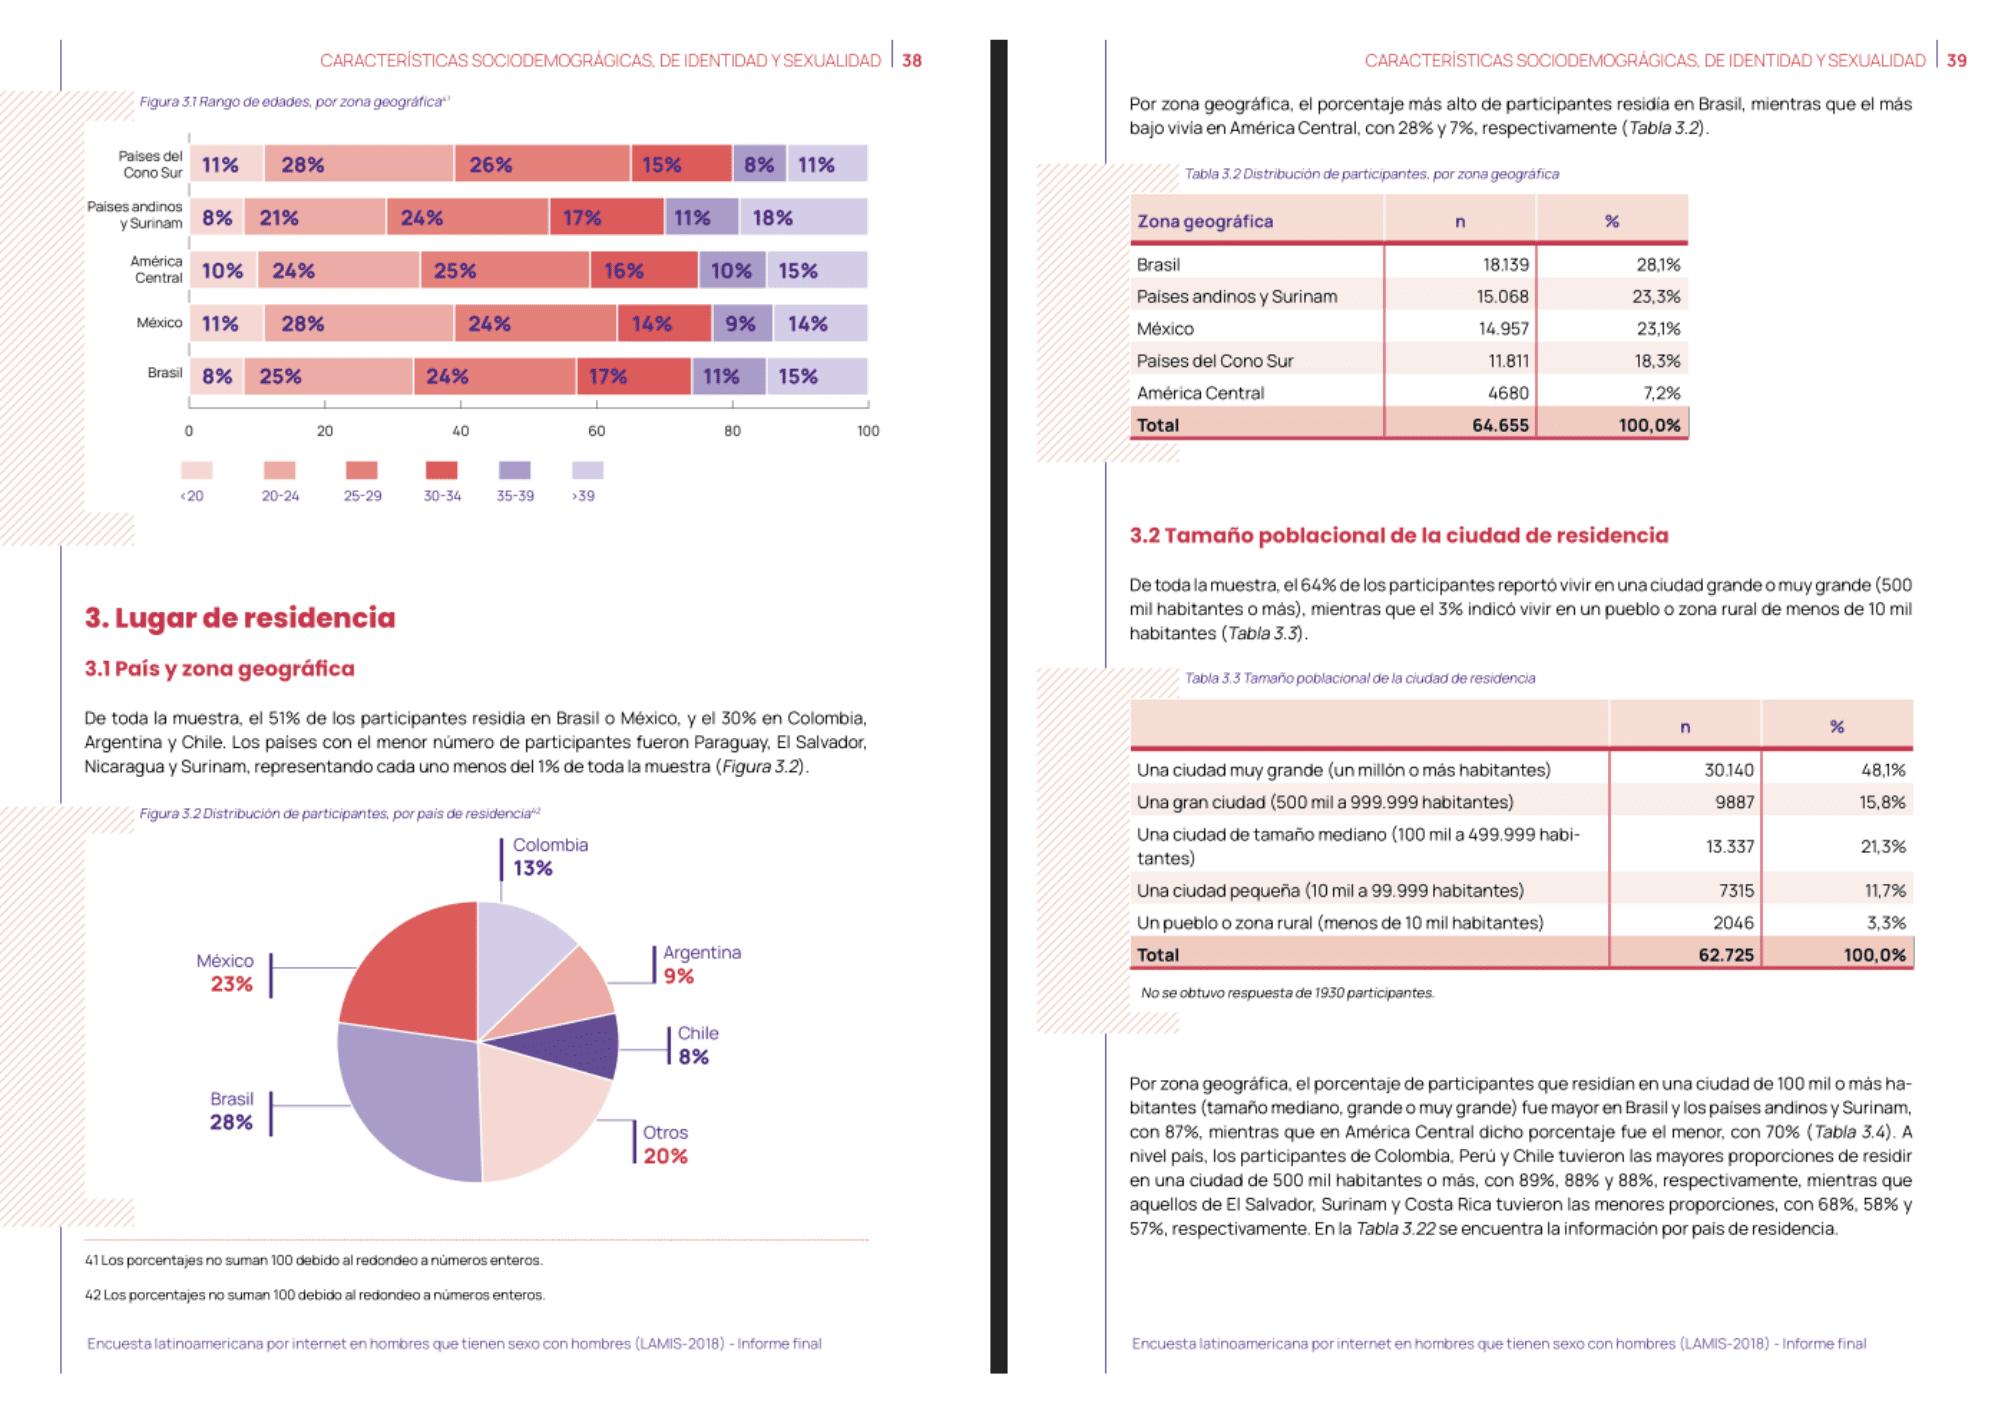 CARACTERÍSTICAS SOCIODEMOGRÁGICAS, DE IDENTIDAD Y SEXUALIDAD 38
Figura 3.1 Rango de edades, por zona geográfica41
Países del
Cono Sur
11% 28% 26% 15% 8% 11%
Países andinos
y Surinam
8% 21% 24% 17% 11% 18%
América
Central
10% 24% 25% 16% 10% 15%
México
11% 28% 24% 14% 9% 14%
Brasil
8% 25% 24% 17% 11% 15%
0 20 40 60 80 100
<20 20-24 25-29 30-34 35-39 >39
3. Lugar de residencia
3.1 País y zona geográfica
De toda la muestra, el 51% de los participantes residía en Brasil o México, y el 30% en Colombia,
Argentina y Chile. Los países con el menor número de participantes fueron Paraguay, El Salvador,
Nicaragua y Surinam, representando cada uno menos del 1% de toda la muestra (Figura 3.2).
Figura 3.2 Distribución de participantes, por país de residencia42
Colombia
13%
Argentina
9%
México
23%
Chile
8%
Brasil
28%
Otros
20%
41 Los porcentajes no suman 100 debido al redondeo a números enteros.
42 Los porcentajes no suman 100 debido al redondeo a números enteros.
Encuesta latinoamericana por internet en hombres que tienen sexo con hombres (LAMIS-2018) - Informe final
CARACTERÍSTICAS SOCIODEMOGRÁGICAS, DE IDENTIDAD Y SEXUALIDAD 39
Por zona geográfica, el porcentaje más alto de participantes residía en Brasil, mientras que el más
bajo vivía en América Central, con 28% y 7%, respectivamente (Tabla 3.2).
Tabla 3.2 Distribución de participantes, por zona geográfica
Zona geográfica n %
Brasil 18.139 28,1%
Países andinos y Surinam 15.068 23,3%
México 14.957 23,1%
Países del Cono Sur 11.811 18,3%
América Central 4680 7,2%
Total 64.655 100,0%
3.2 Tamaño poblacional de la ciudad de residencia
De toda la muestra, el 64% de los participantes reportó vivir en una ciudad grande o muy grande (500
mil habitantes o más), mientras que el 3% indicó vivir en un pueblo o zona rural de menos de 10 mil
habitantes (Tabla 3.3).
Tabla 3.3 Tamaño poblacional de la ciudad de residencia
n %
Una ciudad muy grande (un millón o más habitantes) 30.140 48,1%
Una gran ciudad (500 mil a 999.999 habitantes) 9887 15,8%
Una ciudad de tamaño mediano (100 mil a 499.999 habi-
tantes) 13.337 21,3%
Una ciudad pequeña (10 mil a 99.999 habitantes) 7315 11,7%
Un pueblo o zona rural (menos de 10 mil habitantes) 2046 3,3%
Total 62.725 100,0%
No se obtuvo respuesta de 1930 participantes.
Por zona geográfica, el porcentaje de participantes que residían en una ciudad de 100 mil o más ha-
bitantes (tamaño mediano, grande o muy grande) fue mayor en Brasil y los países andinos y Surinam,
con 87%, mientras que en América Central dicho porcentaje fue el menor, con 70% (Tabla 3.4). A
nivel país, los participantes de Colombia, Perú y Chile tuvieron las mayores proporciones de residir
en una ciudad de 500 mil habitantes o más, con 89%, 88% y 88%, respectivamente, mientras que
aquellos de El Salvador, Surinam y Costa Rica tuvieron las menores proporciones, con 68%, 58% y
57%, respectivamente. En la Tabla 3.22 se encuentra la información por país de residencia.
Encuesta latinoamericana por internet en hombres que tienen sexo con hombres (LAMIS-2018) - Informe final